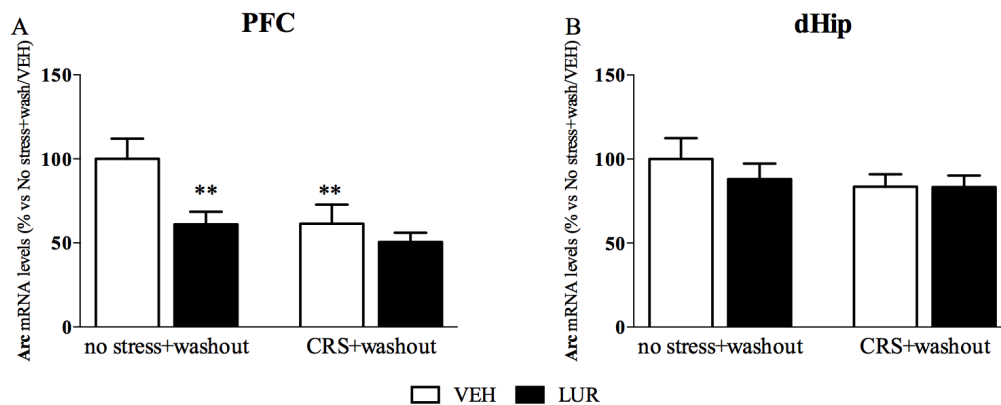 A
PFC
Arc mRNA levels (% vs No stress+wash/VEH)
150
100
50
0
**
**
no stress+washout
CRS+washout
B
dHip
Arc mRNA levels (% vs No stress+wash/VEH)
150
100
50
0
no stress+washout
CRS+washout
VEH
LUR